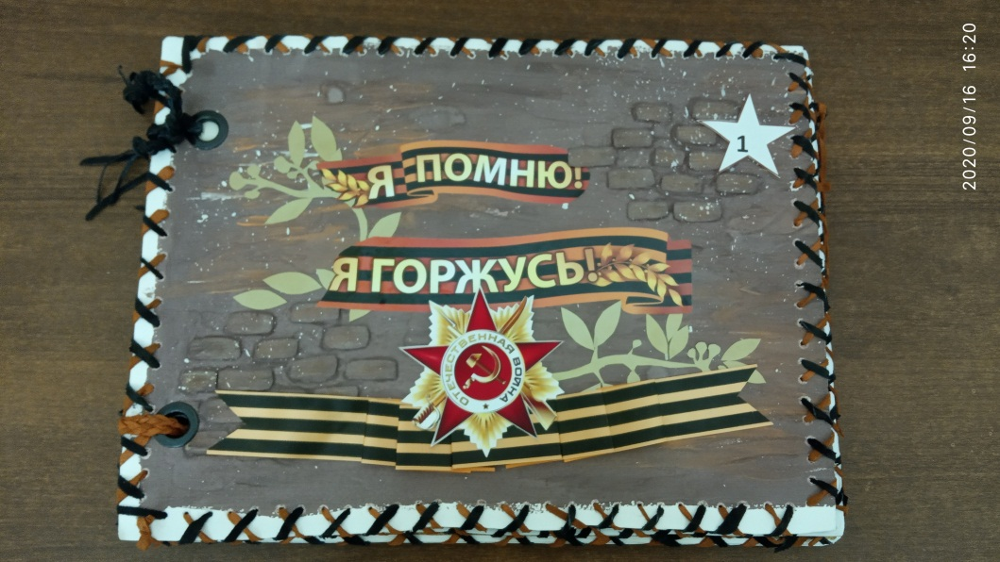 Я ПОМНЮ!
1
Я ГОРЖУСЬ!
ОТЕЧЕСТВЕННАЯ ВОЙНА
2020/09/16 16:20